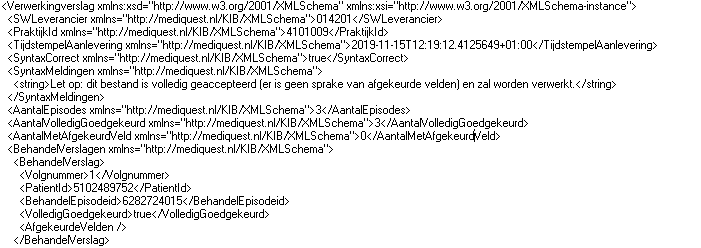 <Verwerkingverslag xmlns:xsd="http://www.w3.org/2001/XMLSchema" xmlns:xsi="http://www.w3.org/2001/XMLSchema-instance">
<SWLeverancier xmlns="http://mediquest.nl/KIB/XMLSchema">014201</SWLeverancier>
<PraktijkId xmlns="http://mediquest.nl/KIB/XMLSchema">4101009</PraktijkId>
<TijdstempelAanlevering xmlns="http://mediquest.nl/KIB/XMLSchema">2019-11-15T12:19:12.4125649+01:00</TijdstempelAanlevering>
<SyntaxCorrect xmlns="http://mediquest.nl/KIB/XMLSchema">true</SyntaxCorrect>
<SyntaxMeldingen xmlns="http://mediquest.nl/KIB/XMLSchema">
<string>Let op: dit bestand is volledig geaccepteerd (er is geen sprake van afgekeurde velden) en zal worden verwerkt.</string>
</SyntaxMeldingen>
<AantalEpisodes xmlns="http://mediquest.nl/KIB/XMLSchema">3</AantalEpisodes>
<AantalVolledigGoedgekeurd xmlns="http://mediquest.nl/KIB/XMLSchema">3</AantalVolledigGoedgekeurd>
<AantalMetAfgekeurdVeld xmlns="http://mediquest.nl/KIB/XMLSchema">0</AantalMetAfgekeurdVeld>
<BehandelVerslagen xmlns="http://mediquest.nl/KIB/XMLSchema">
<BehandelVerslag>
<Volgnummer>1</Volgnummer>
<PatientId>5102489752</PatientId>
<BehandelEpisodeid>6282724015</BehandelEpisodeid>
<VolledigGoedgekeurd>true</VolledigGoedgekeurd>
<AfgekeurdeVelden />
</BehandelVerslag>